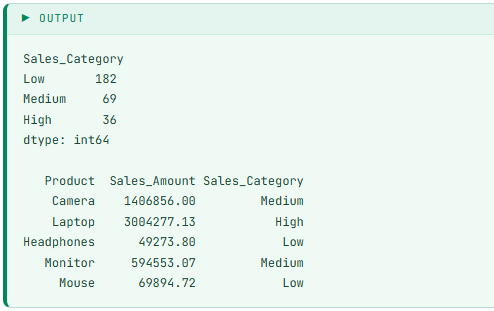 ▶ OUTPUT
Sales_Category
Low       182
Medium     69
High       36
dtype: int64
   Product  Sales_Amount Sales_Category
    Camera    1406856.00         Medium
    Laptop    3004277.13           High
Headphones      49273.80            Low
   Monitor     594553.07         Medium
     Mouse      69894.72            Low